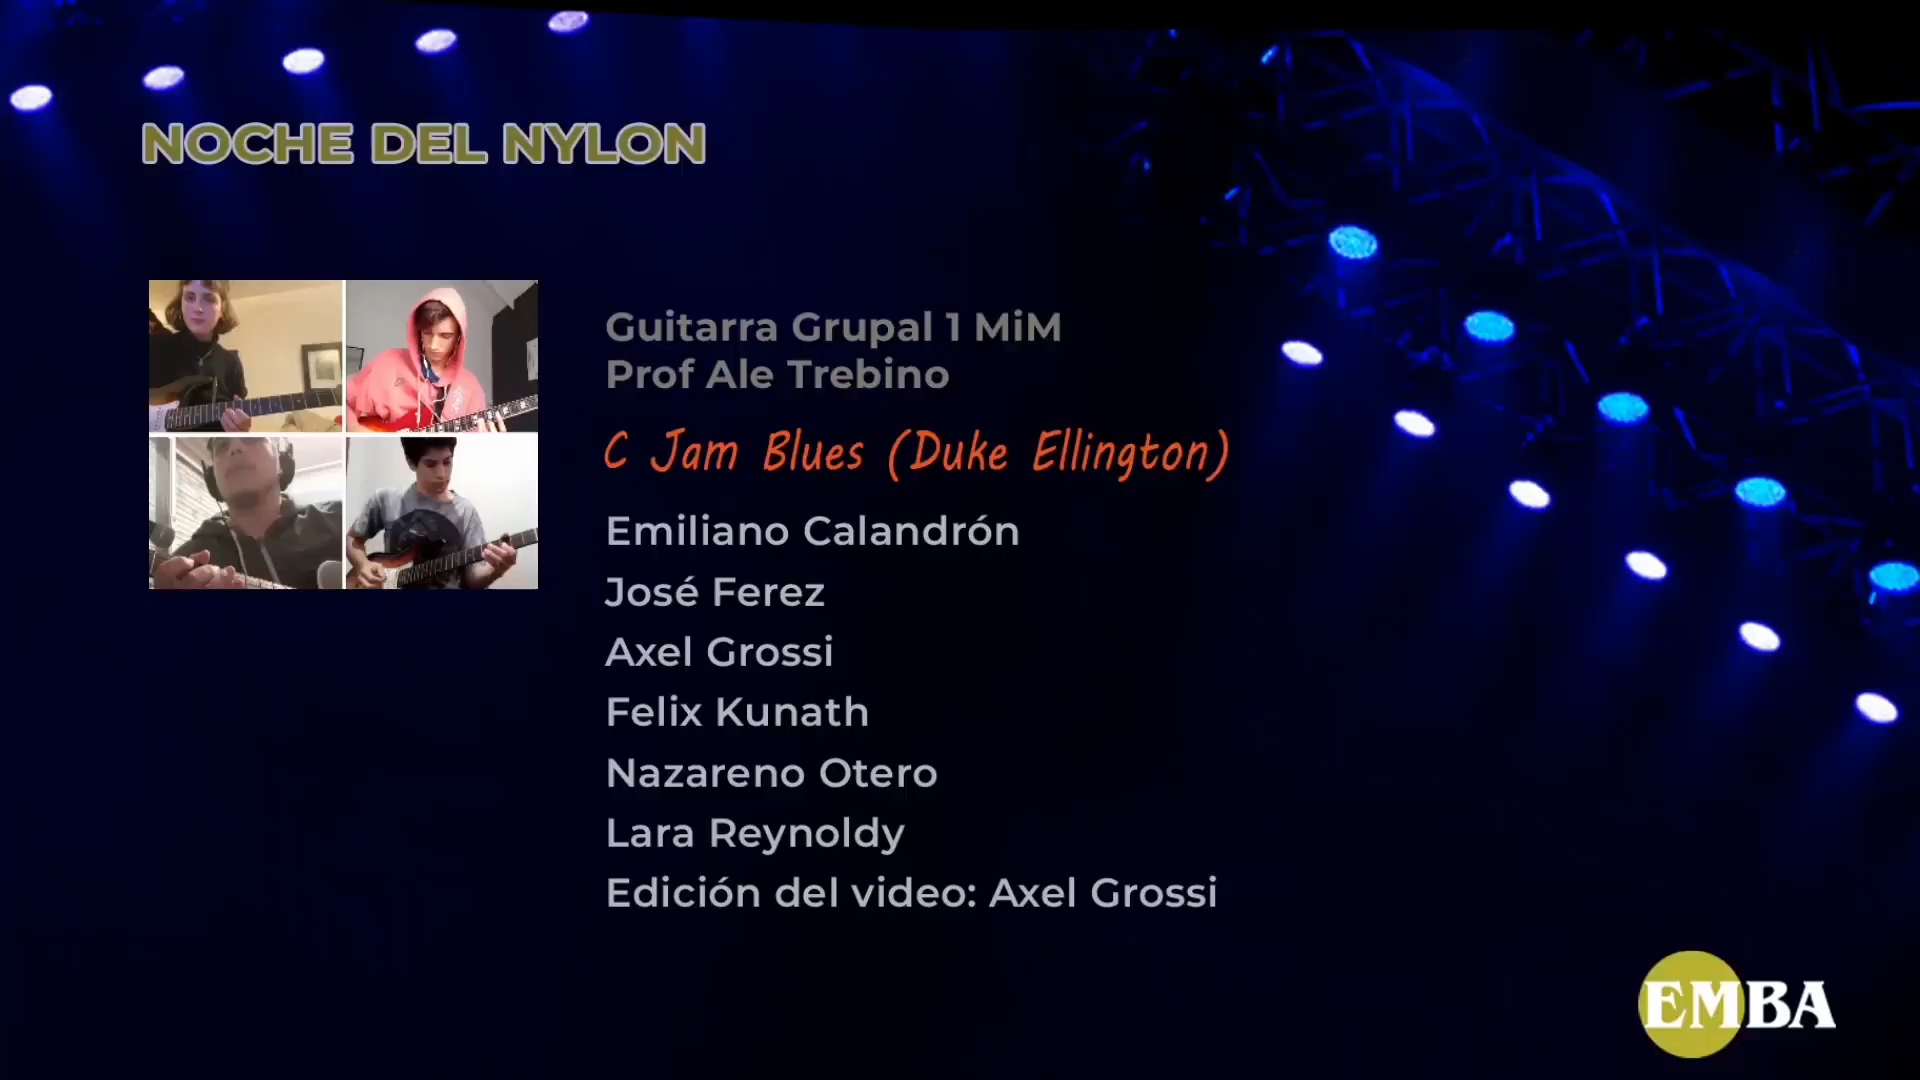 NOCHE DEL NYLON
Guitarra Grupal 1 MiM
Prof Ale Trebino
C Jam Blues (Duke Ellington)
Emiliano Calandrón
José Ferez
Axel Grossi
Felix Kunath
Nazareno Otero
Lara Reynoldy
Edición del video: Axel Grossi
EMBA